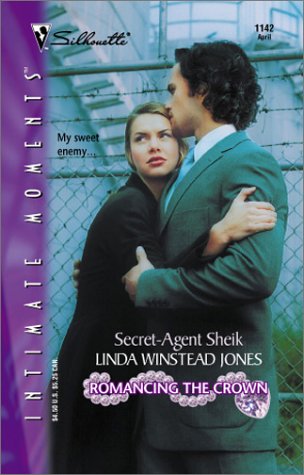 Silhouette®
1142
April
INTIMATE MOMENTS™
$4.50 U.S. $5.25 CAN.
My sweet
enemy...
Secret-Agent Sheik
LINDA WINSTEAD JONES
ROMANCING THE CROWN